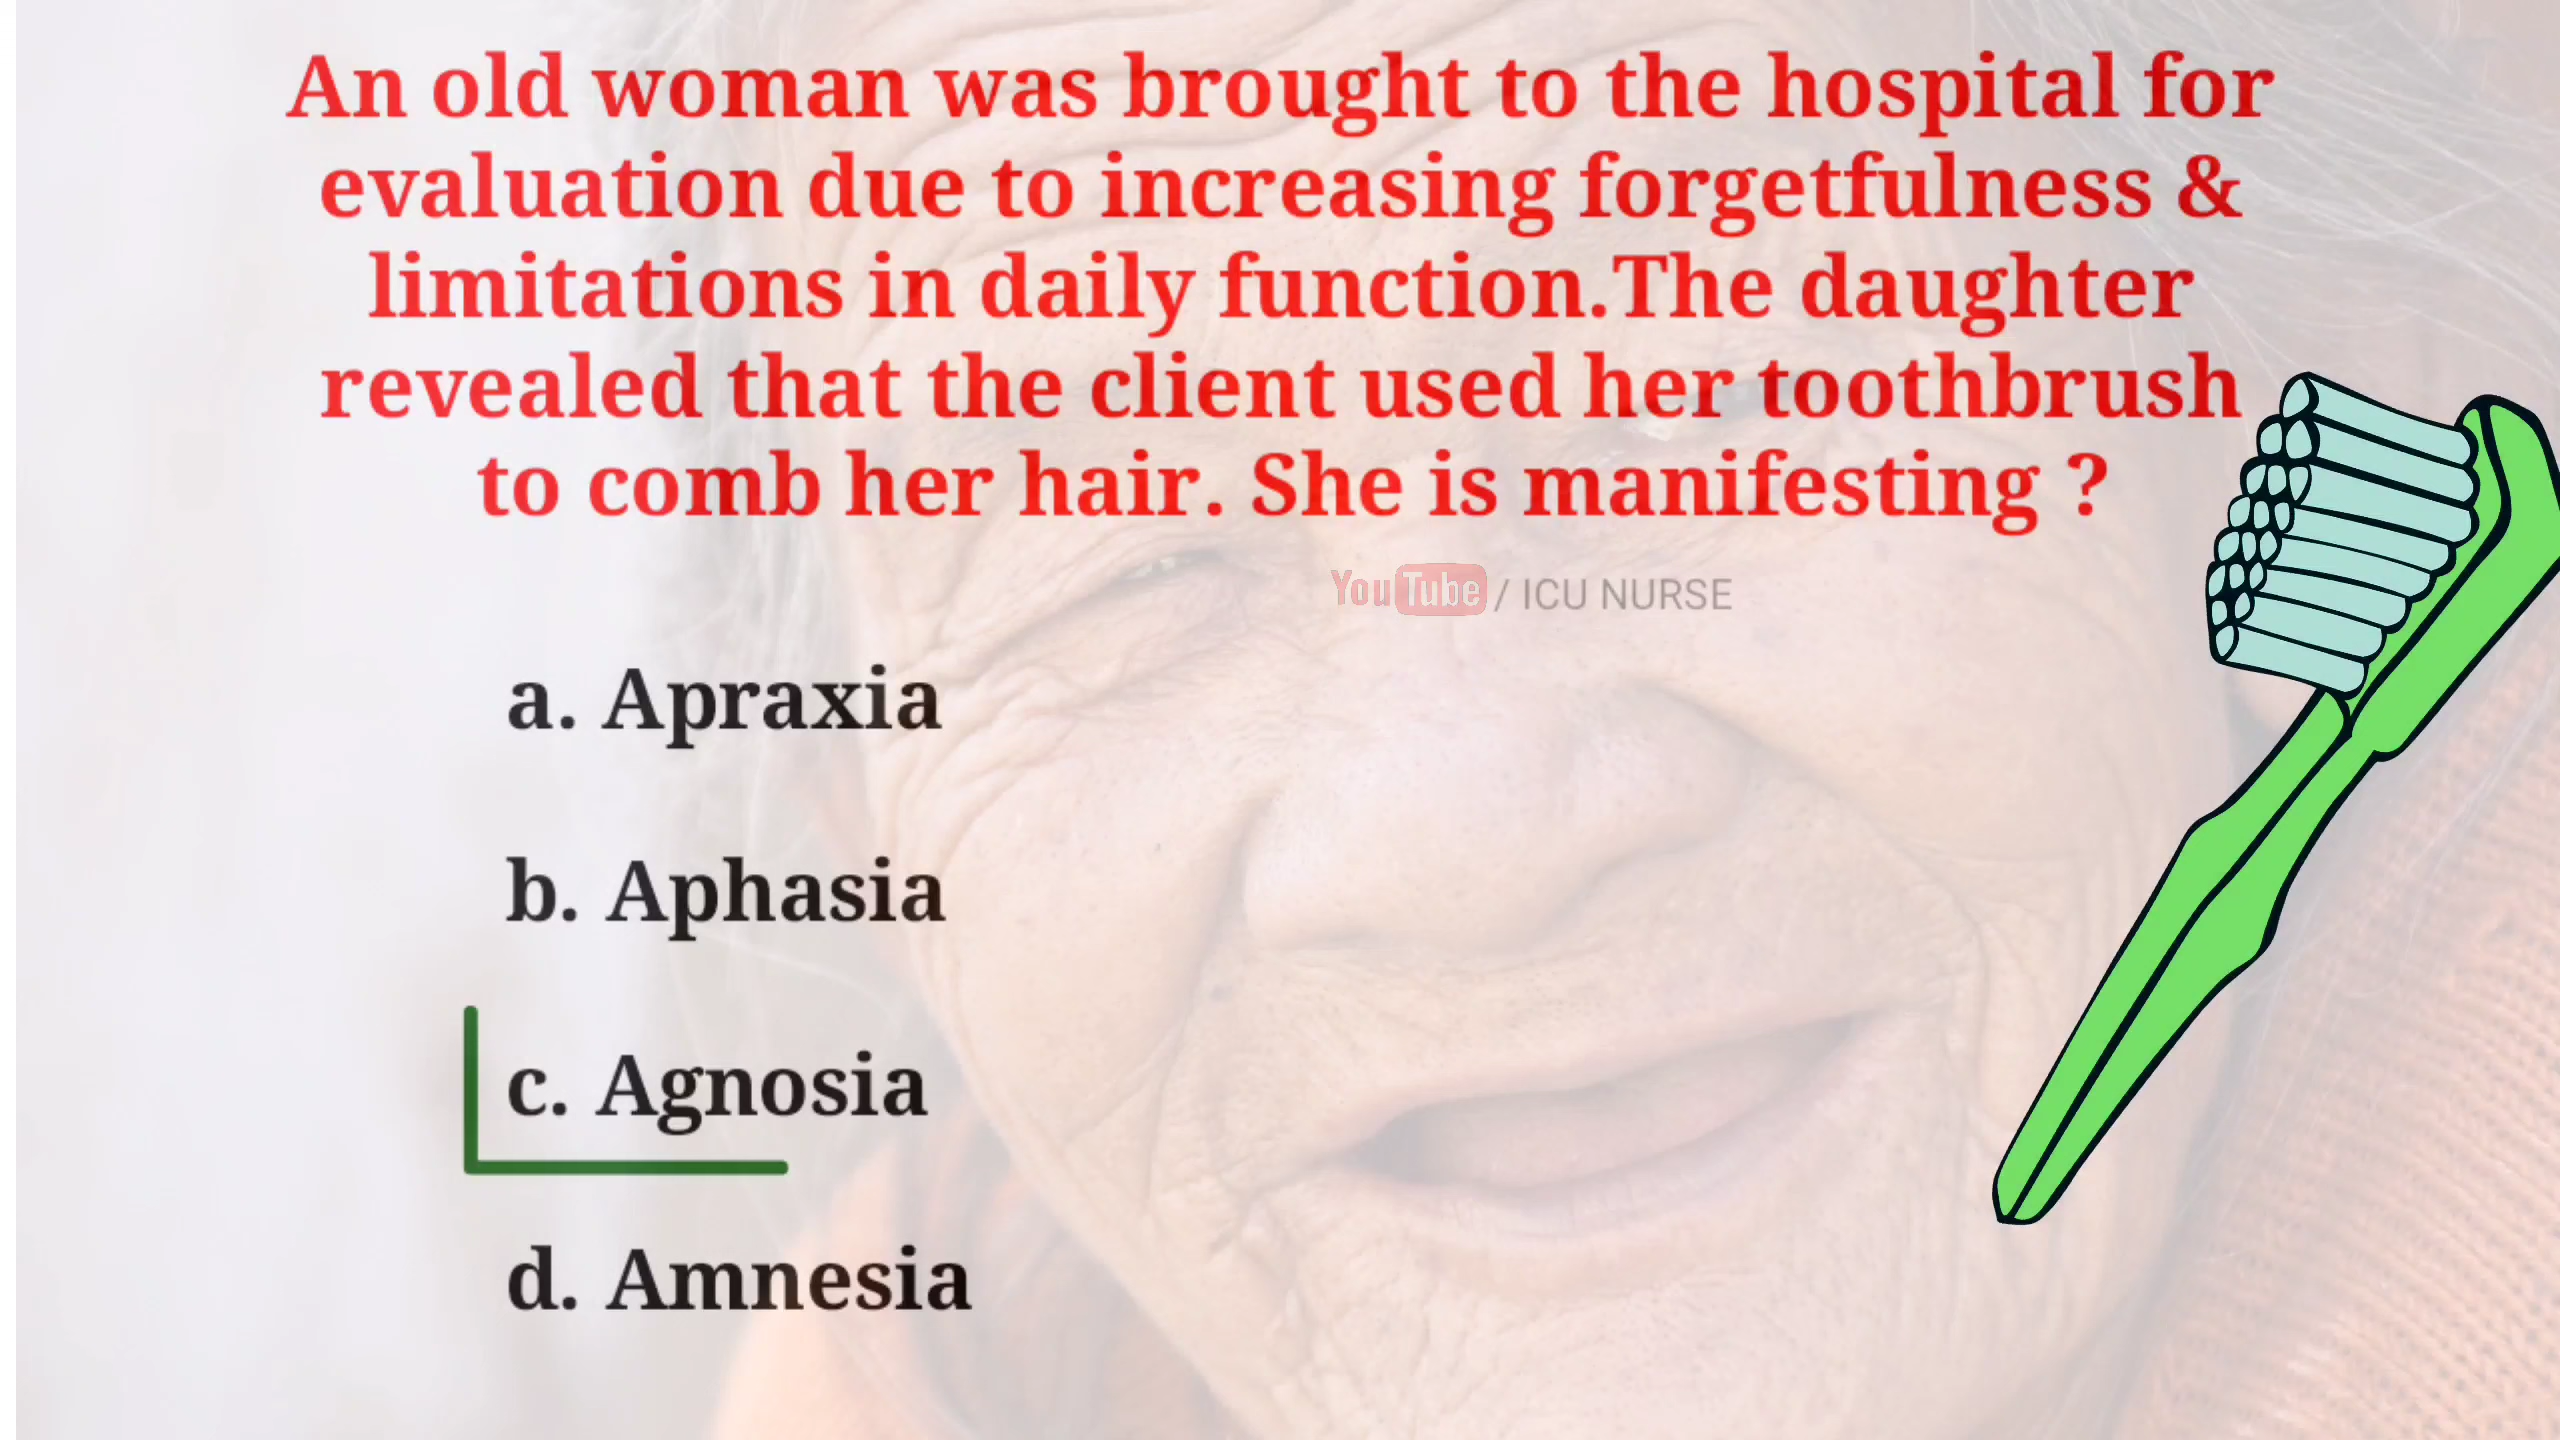 An old woman was brought to the hospital for
evaluation due to increasing forgetfulness &
limitations in daily function.The daughter
revealed that the client used her toothbrush
to comb her hair. She is manifesting ?
YouTube / ICU NURSE
a. Apraxia
b. Aphasia
c. Agnosia
d. Amnesia